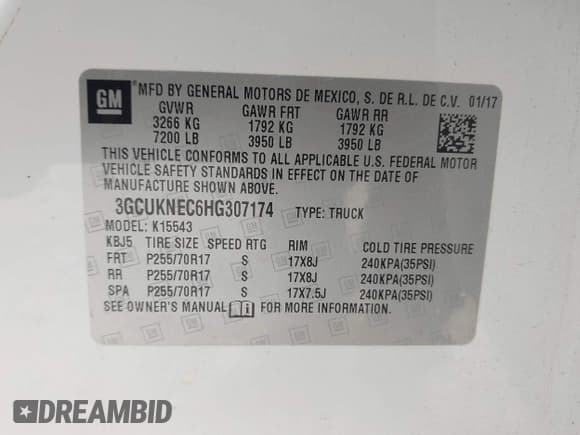 GM
MFD BY GENERAL MOTORS DE MEXICO, S. DE R.L. DE C.V. 01/17
GVWR GAWR FRT GAWR RR
3266 KG 1792 KG 1792 KG
7200 LB 3950 LB 3950 LB
THIS VEHICLE CONFORMS TO ALL APPLICABLE U.S. FEDERAL MOTOR
VEHICLE SAFETY STANDARDS IN EFFECT ON THE DATE OF
MANUFACTURE SHOWN ABOVE.
3GCUKNEC6HG307174 TYPE: TRUCK
MODEL: K15543
KBJ5 TIRE SIZE SPEED RTG RIM COLD TIRE PRESSURE
FRT P255/70R17 S 17X8J 240KPA(35PSI)
RR P255/70R17 S 17X8J 240KPA(35PSI)
SPA P255/70R17 S 17X7.5J 240KPA(35PSI)
SEE OWNER'S MANUAL FOR MORE INFORMATION.
DREAMBID